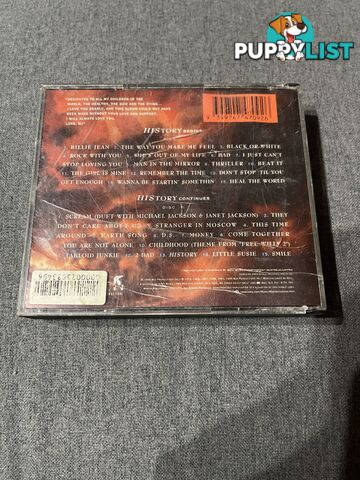 PUPPYLIST
"DEDICATED TO ALL MY CHILDREN OF THE
WORLD, THE HEALTHY, THE SICK AND THE DYING.
I LOVE YOU DEARLY, AND THIS ALBUM COULD NOT HAVE
BEEN MADE WITHOUT YOUR LOVE AND SUPPORT.
I WILL ALWAYS LOVE YOU.
LOVE, MJ"
HISTORY BEGINS
BILLIE JEAN 2. THE WAY YOU MAKE ME FEEL 3. BLACK OR WHITE
4. ROCK WITH YOU 5. SHE'S OUT OF MY LIFE 6. BAD 7. I JUST CAN'T
STOP LOVING YOU 8. MAN IN THE MIRROR 9. THRILLER 10. BEAT IT
11. THE GIRL IS MINE 12. REMEMBER THE TIME 13. DON'T STOP 'TIL YOU
GET ENOUGH 14. WANNA BE STARTIN' SOMETHIN' 15. HEAL THE WORLD
HISTORY CONTINUES
DISC
SCREAM (DUET WITH MICHAEL JACKSON & JANET JACKSON) 2. THEY
DON'T CARE ABOUT US 3. STRANGER IN MOSCOW 4. THIS TIME
AROUND 5. EARTH SONG 6. D.S. 7. MONEY 8. COME TOGETHER
YOU ARE NOT ALONE 10. CHILDHOOD (THEME FROM "FREE WILLY 2")
TABLOID JUNKIE 12. 2 BAD 13. HISTORY 14. LITTLE SUSIE 15. SMILE